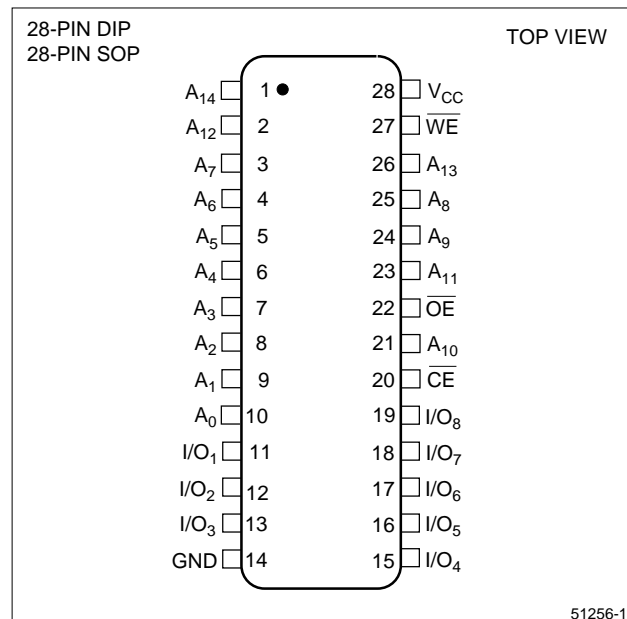 28-PIN DIP
28-PIN SOP
TOP VIEW
A14 1 28 VCC
A12 2 27 W̅E̅
A7 3 26 A13
A6 4 25 A8
A5 5 24 A9
A4 6 23 A11
A3 7 22 O̅E̅
A2 8 21 A10
A1 9 20 C̅E̅
A0 10 19 I/O8
I/O1 11 18 I/O7
I/O2 12 17 I/O6
I/O3 13 16 I/O5
GND 14 15 I/O4
51256-1